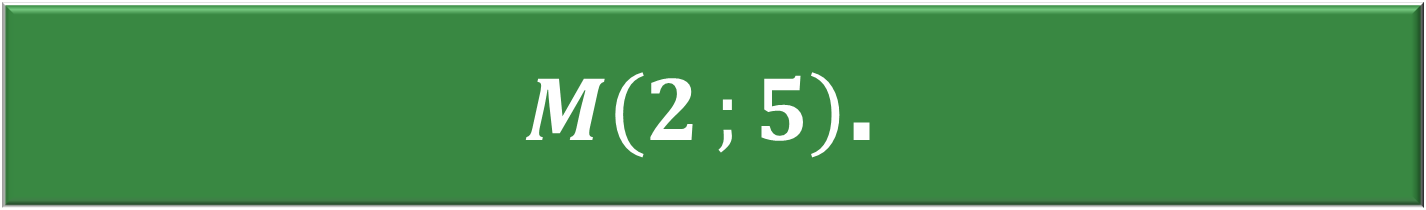 M(2 ; 5).